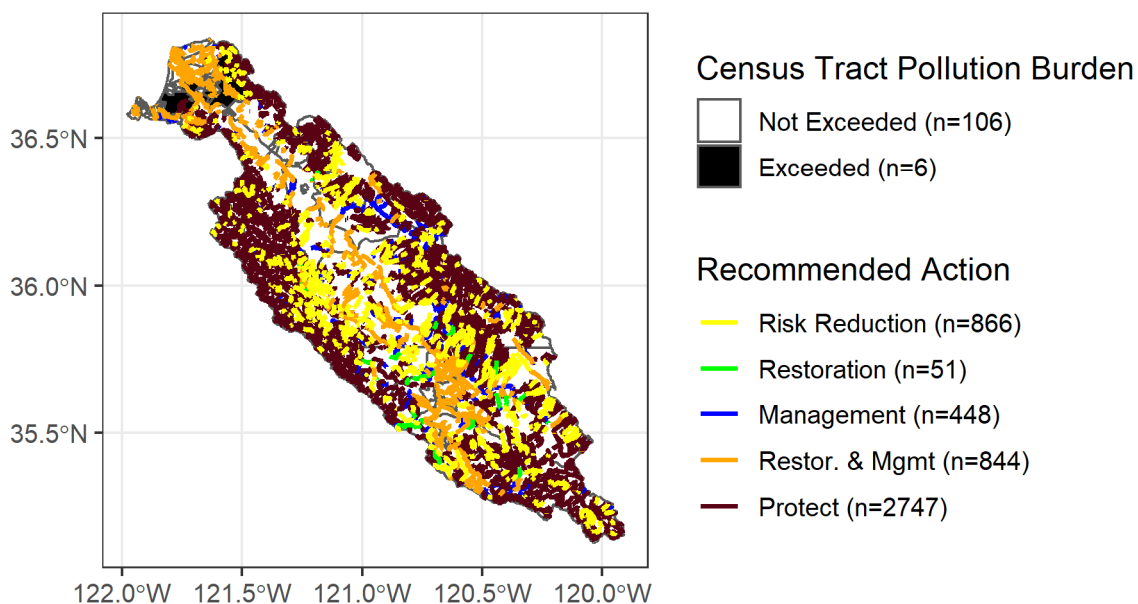 36.5°N
36.0°N
35.5°N
122.0°W 121.5°W 121.0°W 120.5°W 120.0°W
Census Tract Pollution Burden
Not Exceeded (n=106)
Exceeded (n=6)
Recommended Action
Risk Reduction (n=866)
Restoration (n=51)
Management (n=448)
Restor. & Mgmt (n=844)
Protect (n=2747)